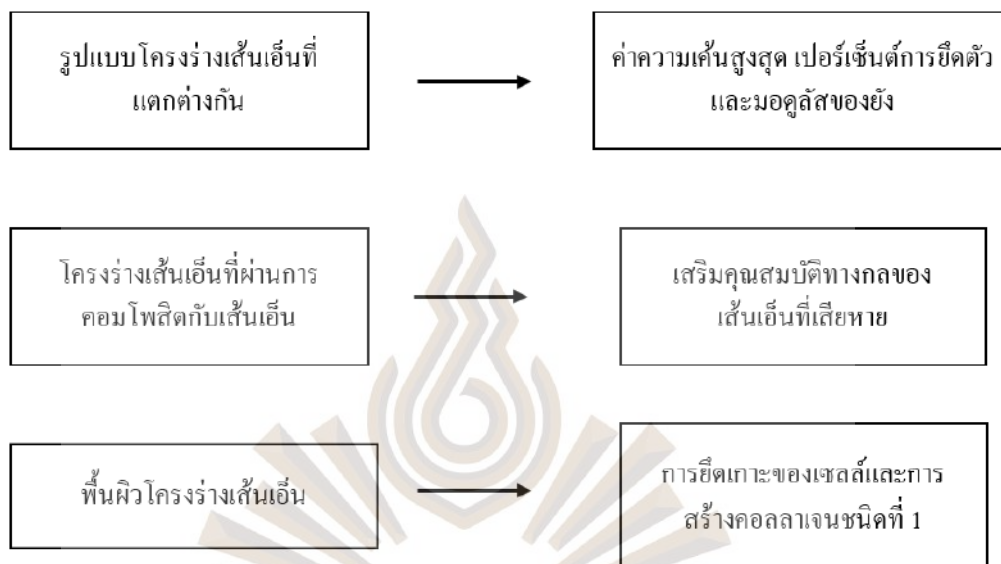 รูปแบบโครงร่างเส้นเอ็นที่
แตกต่างกัน
ค่าความเค้นสูงสุด เปอร์เซ็นต์การยืดตัว
และมอดูลัสของยัง
โครงร่างเส้นเอ็นที่ผ่านการ
คอมโพสิตกับเส้นเอ็น
เสริมคุณสมบัติทางกลของ
เส้นเอ็นที่เสียหาย
พื้นผิวโครงร่างเส้นเอ็น
การยึดเกาะของเซลล์และการ
สร้างคอลลาเจนชนิดที่ 1